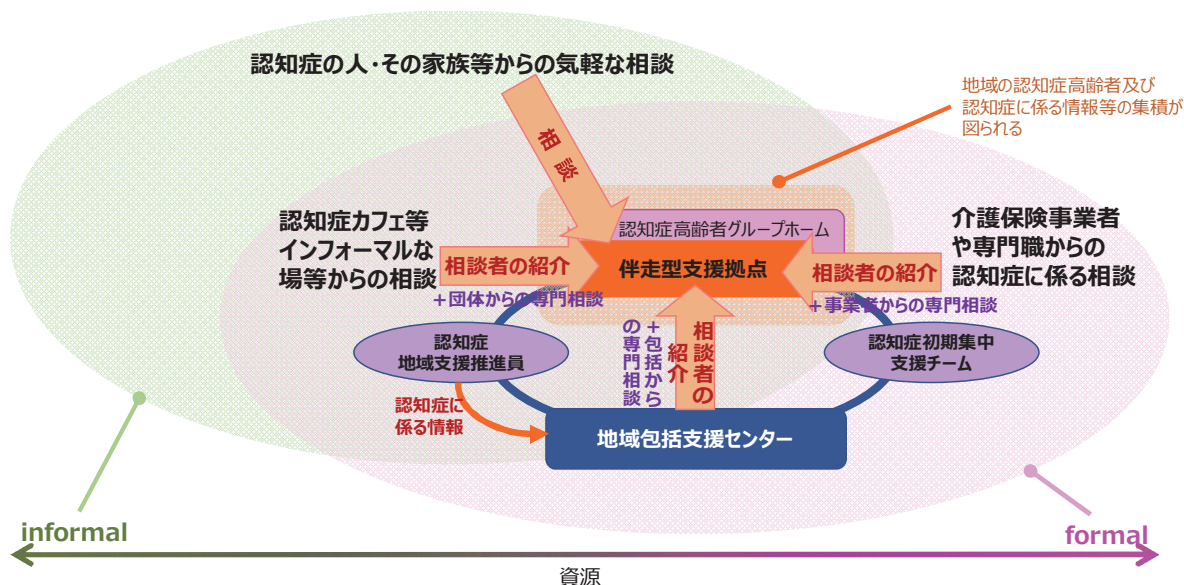 認知症の人・その家族等からの気軽な相談
地域の認知症高齢者及び
認知症に係る情報等の集積が
図られる
相談
認知症カフェ等
インフォーマルな
場等からの相談
認知症高齢者グループホーム
介護保険事業者
や専門職からの
認知症に係る相談
相談者の紹介
伴走型支援拠点
相談者の紹介
＋団体からの専門相談
＋事業者からの専門相談
相談者の
紹介
＋包括から
の専門相談
認知症
地域支援推進員
認知症初期集中
支援チーム
認知症に
係る情報
地域包括支援センター
informal
formal
資源